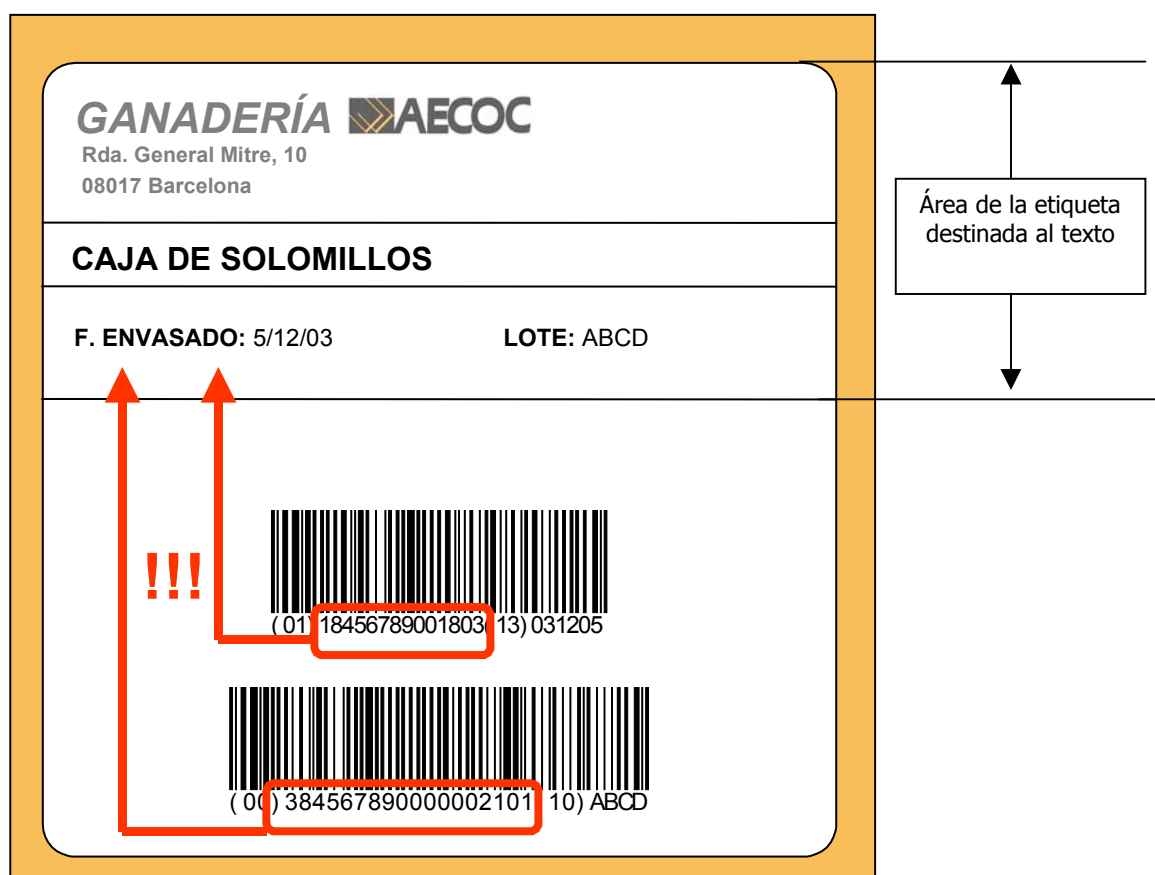 GANADERÍA AECOC
Rda. General Mitre, 10
08017 Barcelona
Área de la etiqueta
destinada al texto
CAJA DE SOLOMILLOS
F. ENVASADO: 5/12/03 LOTE: ABCD
!!!
(01)18456789001803(13)031205
(00)384567890000002101(10)ABCD